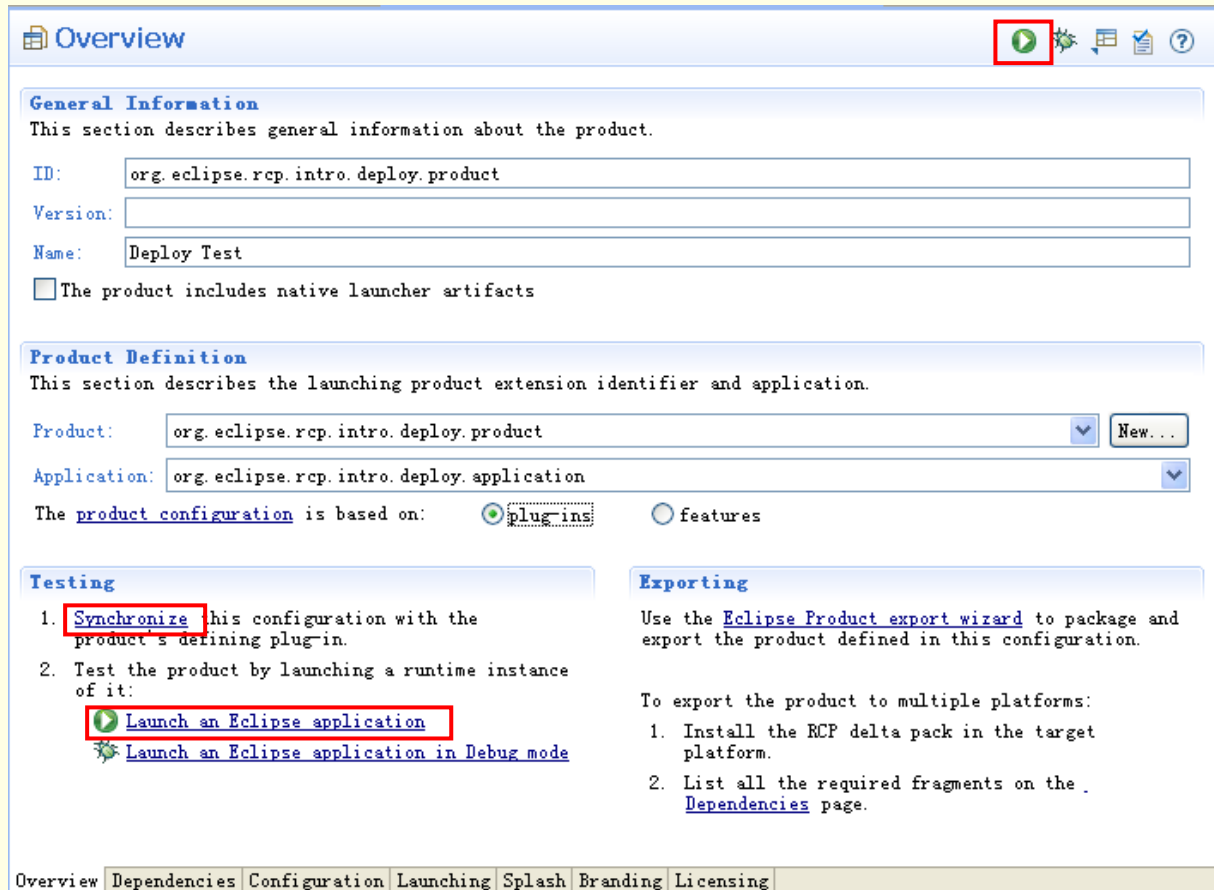 Overview
General Information
This section describes general information about the product.
ID: org.eclipse.rcp.intro.deploy.product
Version:
Name: Deploy Test
The product includes native launcher artifacts
Product Definition
This section describes the launching product extension identifier and application.
Product: org.eclipse.rcp.intro.deploy.product New...
Application: org.eclipse.rcp.intro.deploy.application
The product configuration is based on: plug-ins features
Testing
1. Synchronize this configuration with the
product's defining plug-in.
2. Test the product by launching a runtime instance
of it:
Launch an Eclipse application
Launch an Eclipse application in Debug mode
Exporting
Use the Eclipse Product export wizard to package and
export the product defined in this configuration.
To export the product to multiple platforms:
1. Install the RCP delta pack in the target
platform.
2. List all the required fragments on the
Dependencies page.
Overview Dependencies Configuration Launching Splash Branding Licensing